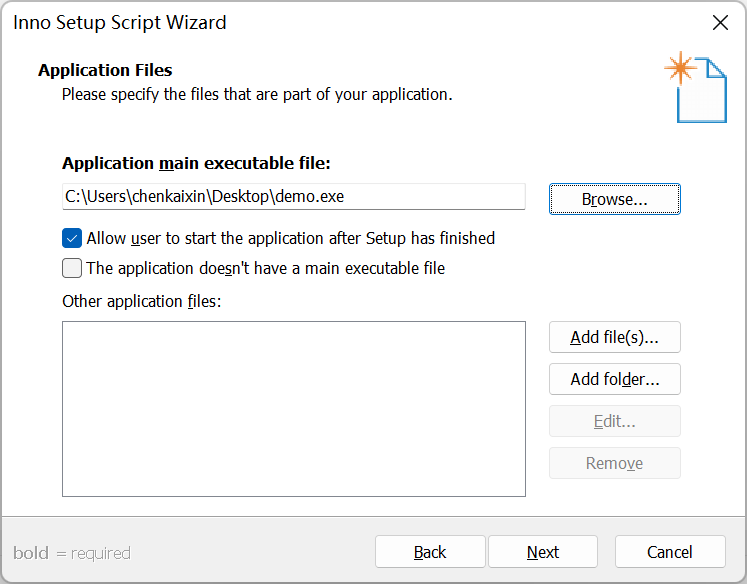 Inno Setup Script Wizard
Application Files
Please specify the files that are part of your application.
Application main executable file:
C:\Users\chenkaixin\Desktop\demo.exe
Browse...
Allow user to start the application after Setup has finished
The application doesn't have a main executable file
Other application files:
Add file(s)...
Add folder...
Edit...
Remove
bold = required
Back
Next
Cancel